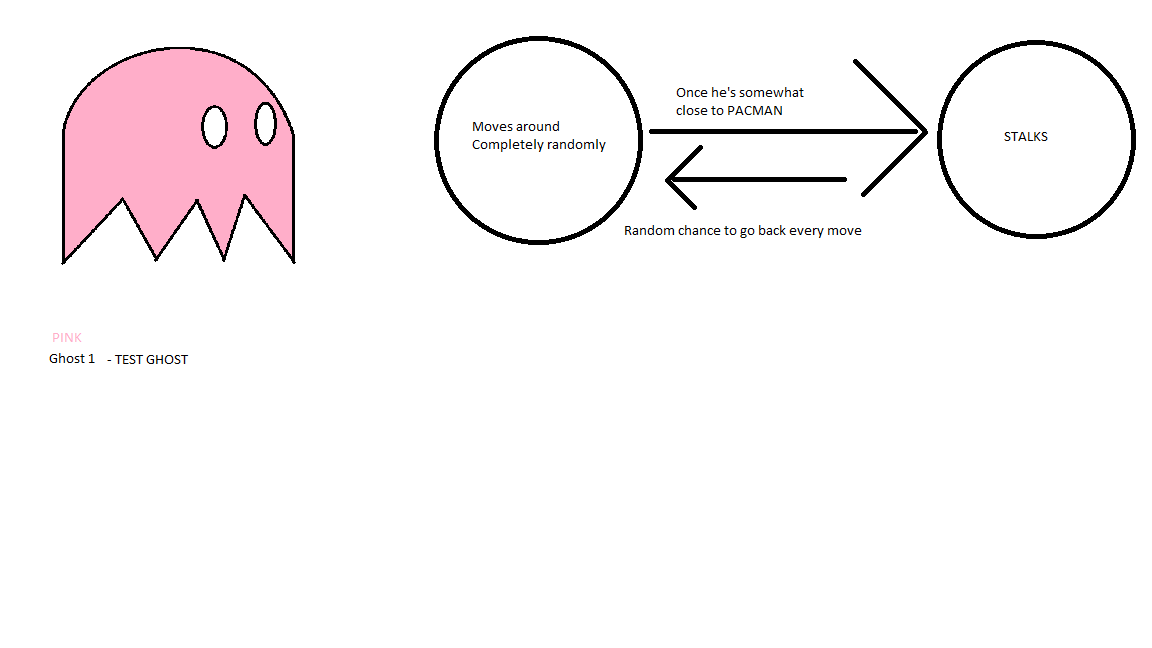 Once he's somewhat
close to PACMAN
Moves around
Completely randomly
STALKS
Random chance to go back every move
PINK
Ghost 1 - TEST GHOST